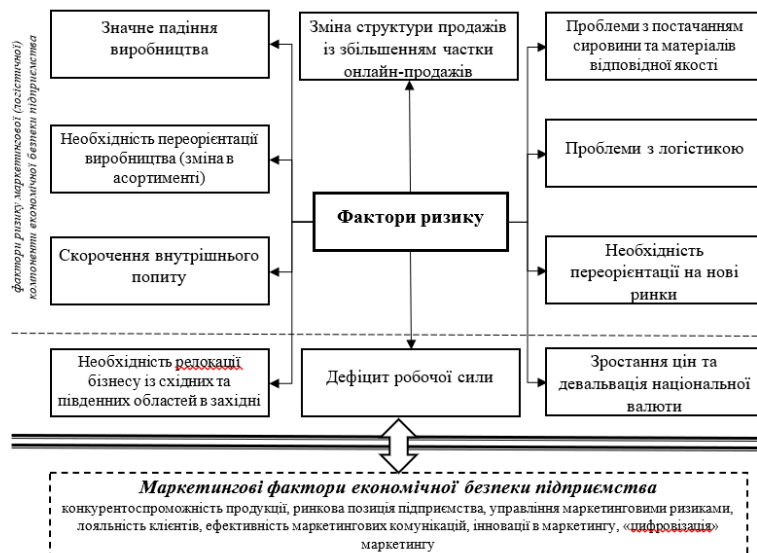 фактори ризику маркетингової (логістичної)
компоненти економічної безпеки підприємства
Значне падіння
виробництва
Зміна структури продажів
із збільшенням частки
онлайн-продажів
Проблеми з постачанням
сировини та матеріалів
відповідної якості
Необхідність переорієнтації
виробництва (зміна в
асортименті)
Проблеми з логістикою
Фактори ризику
Скорочення внутрішнього
попиту
Необхідність
переорієнтації на нові
ринки
Необхідність релокації
бізнесу із східних та
південних областей в західні
Дефіцит робочої сили
Зростання цін та
девальвація національної
валюти
Маркетингові фактори економічної безпеки підприємства
конкурентоспроможність продукції, ринкова позиція підприємства, управління маркетинговими ризиками,
лояльність клієнтів, ефективність маркетингових комунікацій, інновації в маркетингу, «цифровізація»
маркетингу